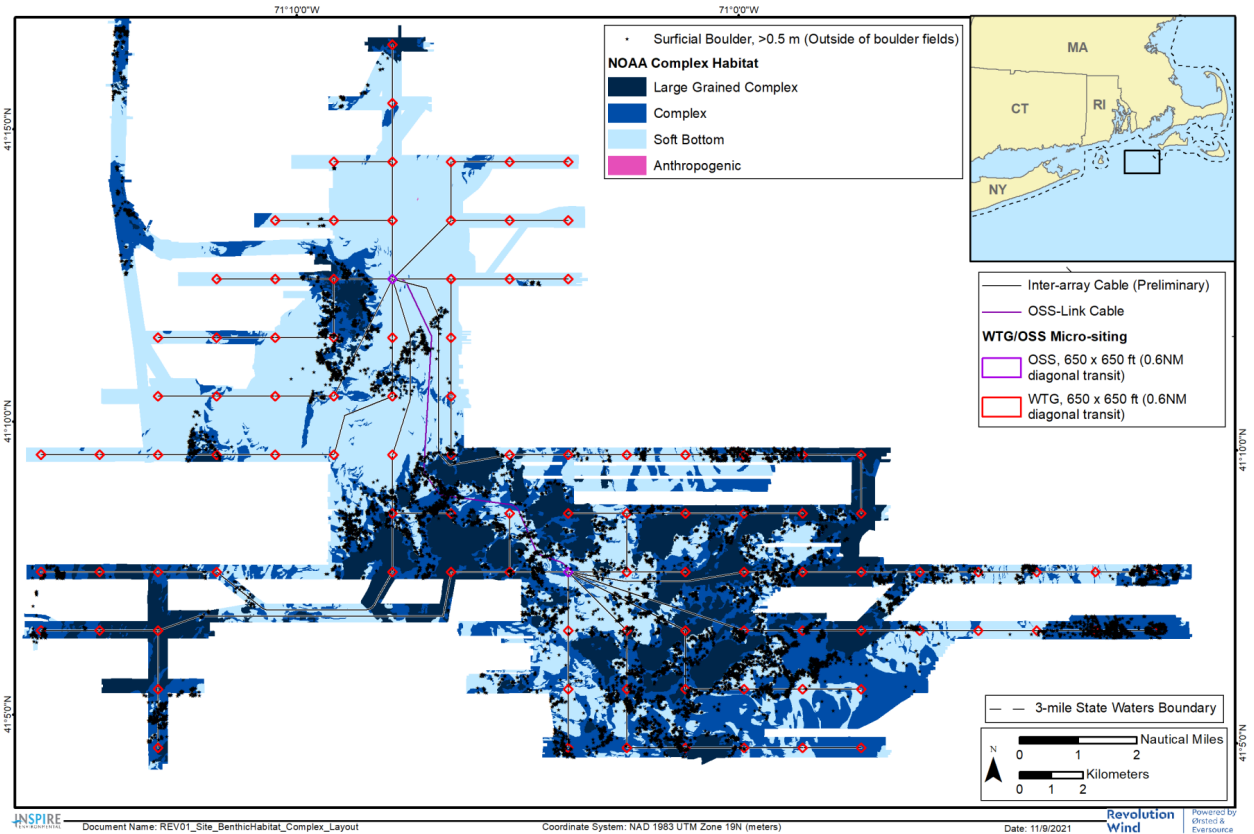 71°10'0"W
71°0'0"W
41°15'0"N
41°10'0"N
41°5'0"N
41°10'0"N
41°5'0"N
Surficial Boulder, >0.5 m (Outside of boulder fields)
NOAA Complex Habitat
Large Grained Complex
Complex
Soft Bottom
Anthropogenic
MA
CT
RI
NY
Inter-array Cable (Preliminary)
OSS-Link Cable
WTG/OSS Micro-siting
OSS, 650 x 650 ft (0.6NM
diagonal transit)
WTG, 650 x 650 ft (0.6NM
diagonal transit)
3-mile State Waters Boundary
N
Nautical Miles
0 1 2
Kilometers
0 1 2
INSPIRE
ENVIRONMENTAL
Document Name: REV01_Site_BenthicHabitat_Complex_Layout
Coordinate System: NAD 1983 UTM Zone 19N (meters)
Date: 11/9/2021
Revolution
Wind
Powered by
Ørsted &
Eversource